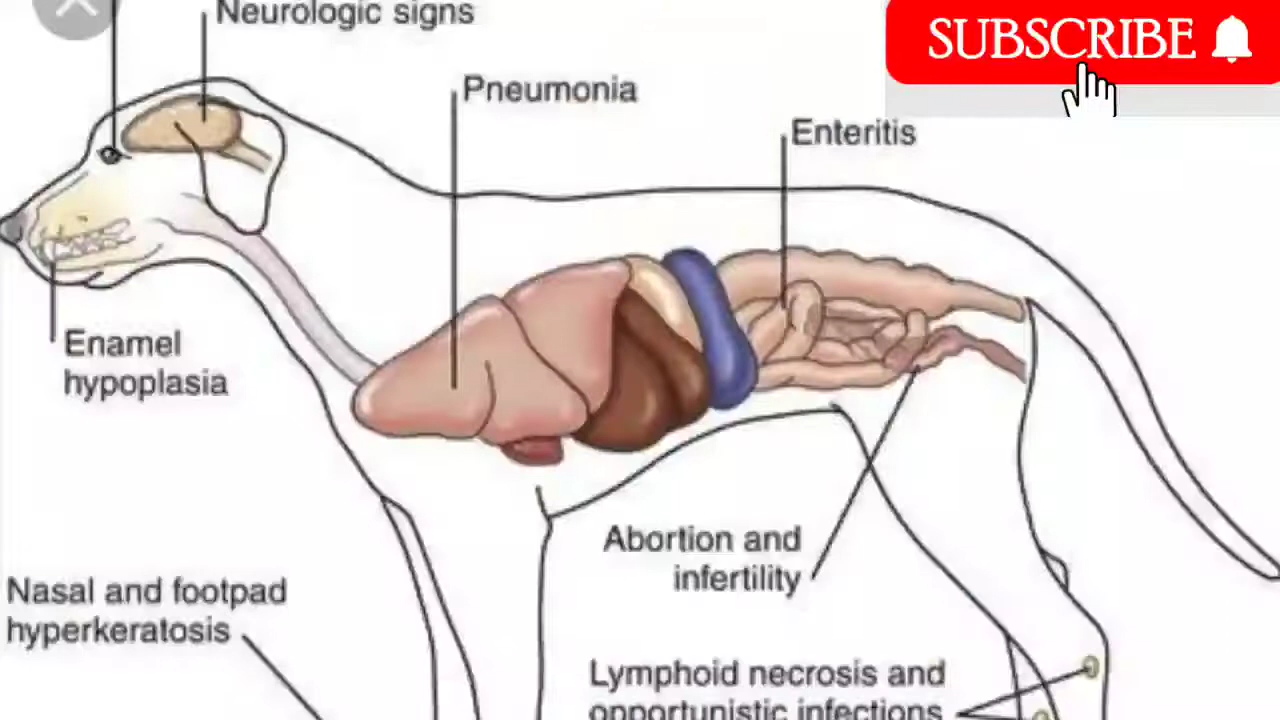 Neurologic signs
SUBSCRIBE
Pneumonia
Enteritis
Enamel
hypoplasia
Abortion and
infertility
Nasal and footpad
hyperkeratosis
Lymphoid necrosis and
opportunistic infections